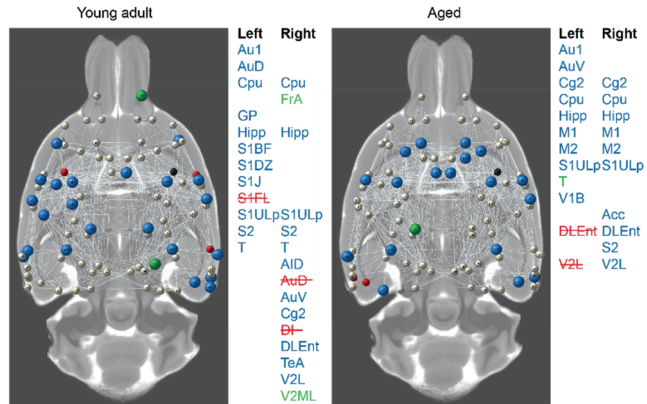 Young adult
Left Right
Au1
AuD
Cpu Cpu
FrA
GP
Hipp Hipp
S1BF
S1DZ
S1J
S1FL
S1ULp S1ULp
S2 S2
T T
AID
AuD
AuV
Cg2
DI
DLEnt
TeA
V2L
V2ML
Aged
Left Right
Au1
AuV
Cg2 Cg2
Cpu Cpu
Hipp Hipp
M1 M1
M2 M2
S1ULp S1ULp
T
V1B
Acc
DLEnt DLEnt
S2
V2L V2L